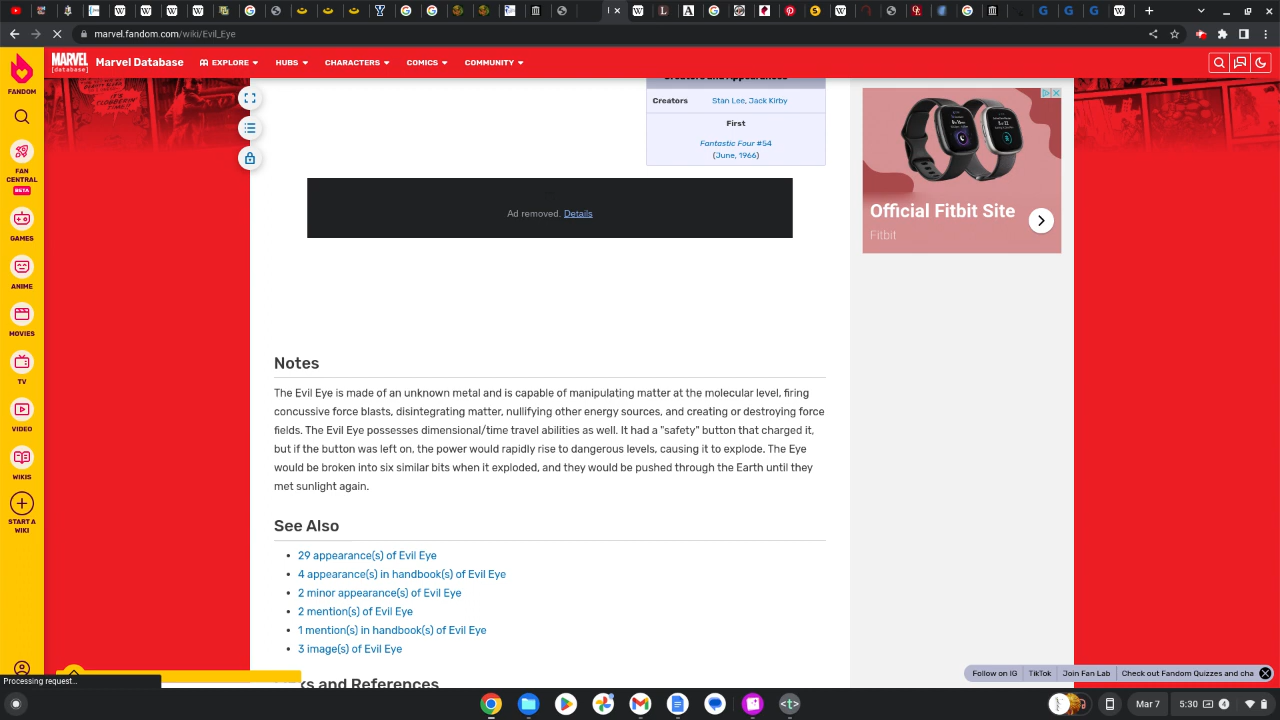 marvel.fandom.com/wiki/Evil_Eye
MARVEL
[database]
Marvel Database
EXPLORE
HUBS
CHARACTERS
COMICS
COMMUNITY
FANDOM
FAN
CENTRAL
BETA
GAMES
ANIME
MOVIES
TV
VIDEO
WIKIS
START A
WIKI
Creators and Appearances
Creators Stan Lee, Jack Kirby
First
Fantastic Four #54
(June, 1966)
Ad removed. Details
Official Fitbit Site
Fitbit
Notes
The Evil Eye is made of an unknown metal and is capable of manipulating matter at the molecular level, firing
concussive force blasts, disintegrating matter, nullifying other energy sources, and creating or destroying force
fields. The Evil Eye possesses dimensional/time travel abilities as well. It had a "safety" button that charged it,
but if the button was left on, the power would rapidly rise to dangerous levels, causing it to explode. The Eye
would be broken into six similar bits when it exploded, and they would be pushed through the Earth until they
met sunlight again.
See Also
29 appearance(s) of Evil Eye
4 appearance(s) in handbook(s) of Evil Eye
2 minor appearance(s) of Evil Eye
2 mention(s) of Evil Eye
1 mention(s) in handbook(s) of Evil Eye
3 image(s) of Evil Eye
ks and References
Processing request...
Follow on IG
TikTok
Join Fan Lab
Check out Fandom Quizzes and cha
Mar 7
5:30
4